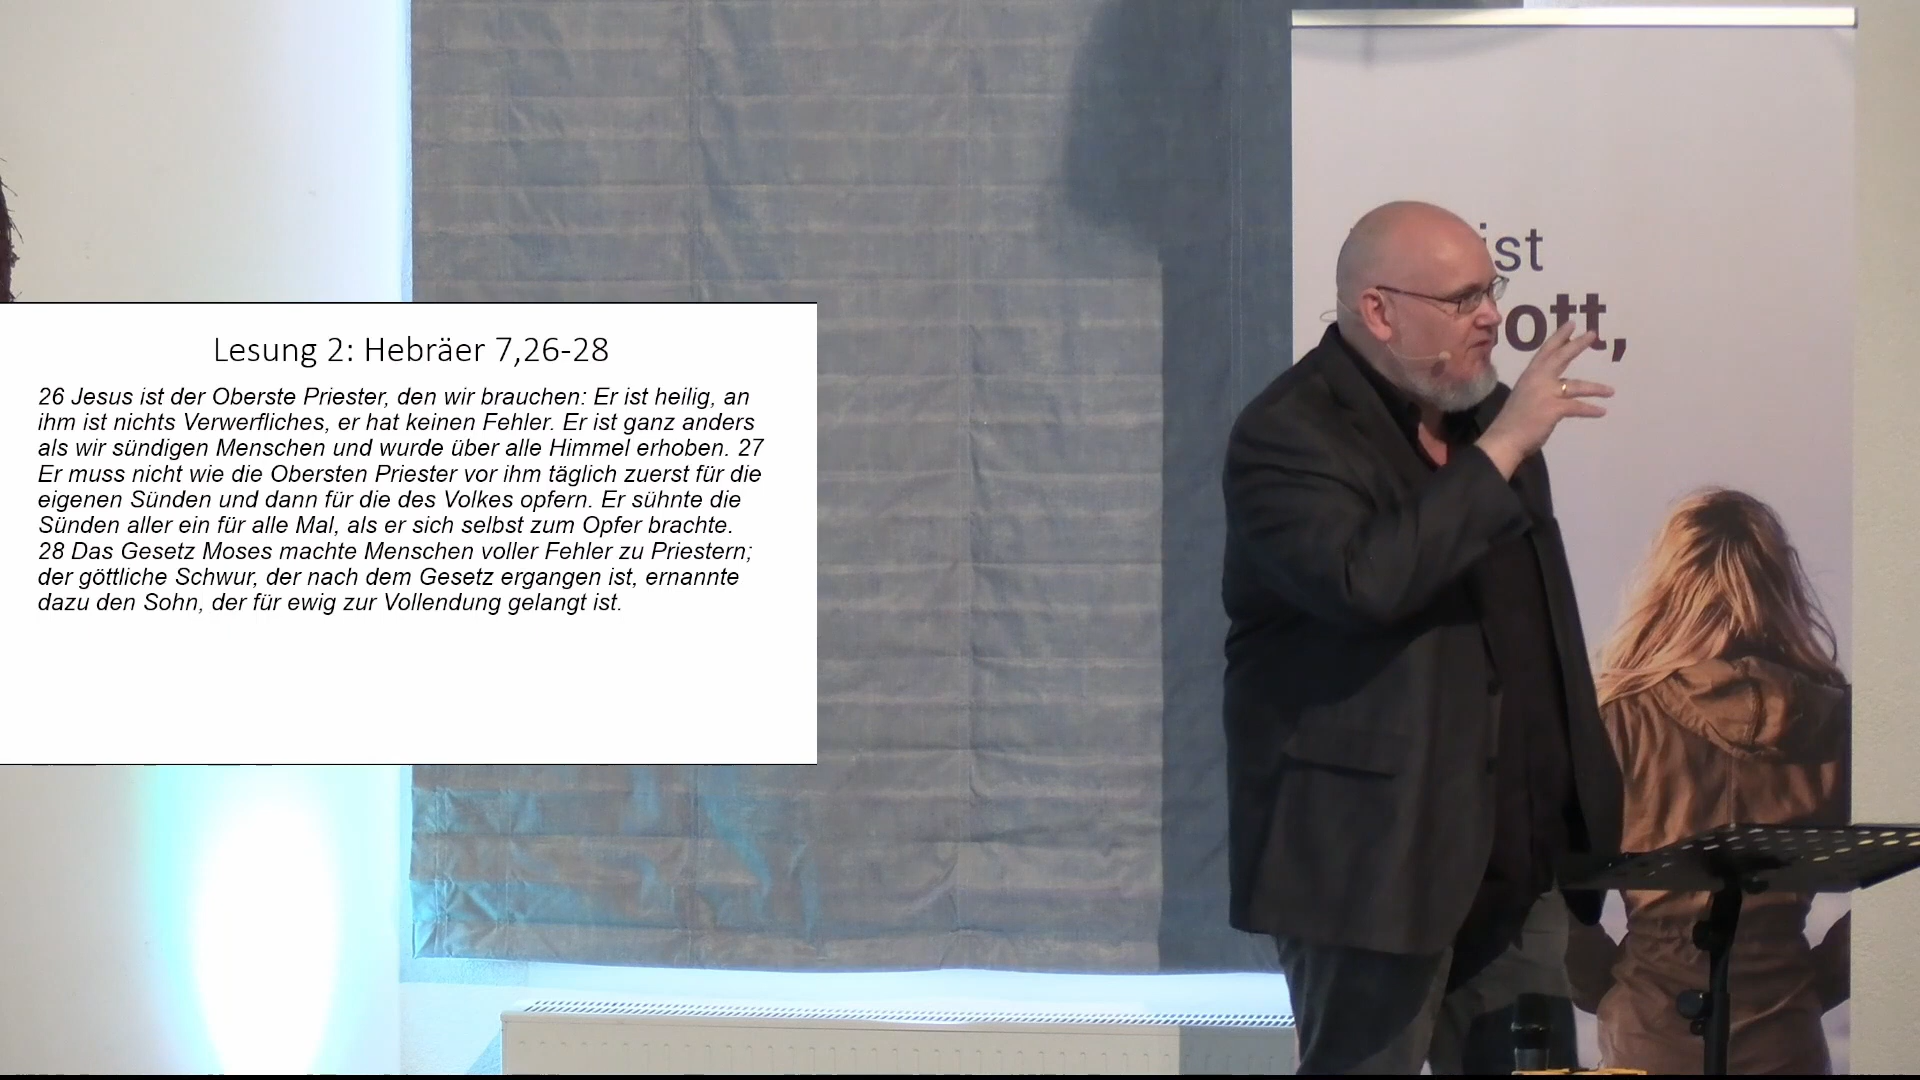 Lesung 2: Hebräer 7,26-28
26 Jesus ist der Oberste Priester, den wir brauchen: Er ist heilig, an
ihm ist nichts Verwerfliches, er hat keinen Fehler. Er ist ganz anders
als wir sündigen Menschen und wurde über alle Himmel erhoben. 27
Er muss nicht wie die Obersten Priester vor ihm täglich zuerst für die
eigenen Sünden und dann für die des Volkes opfern. Er sühnte die
Sünden aller ein für alle Mal, als er sich selbst zum Opfer brachte.
28 Das Gesetz Moses machte Menschen voller Fehler zu Priestern;
der göttliche Schwur, der nach dem Gesetz ergangen ist, ernannte
dazu den Sohn, der für ewig zur Vollendung gelangt ist.
ist
ott,